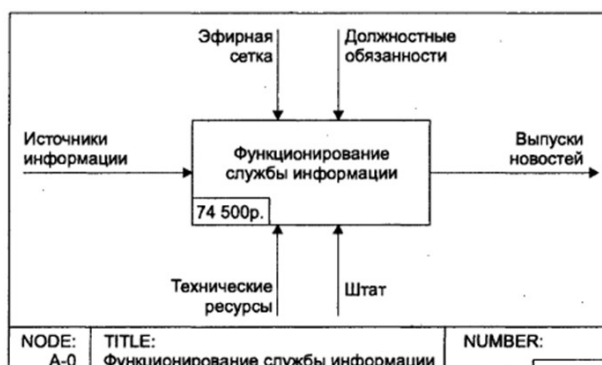 Эфирная
сетка
Должностные
обязанности
Источники
информации
Функционирование
службы информации
Выпуски
новостей
74 500р.
Технические
ресурсы
Штат
NODE:
A-0
TITLE:
Функционирование службы информации
NUMBER: